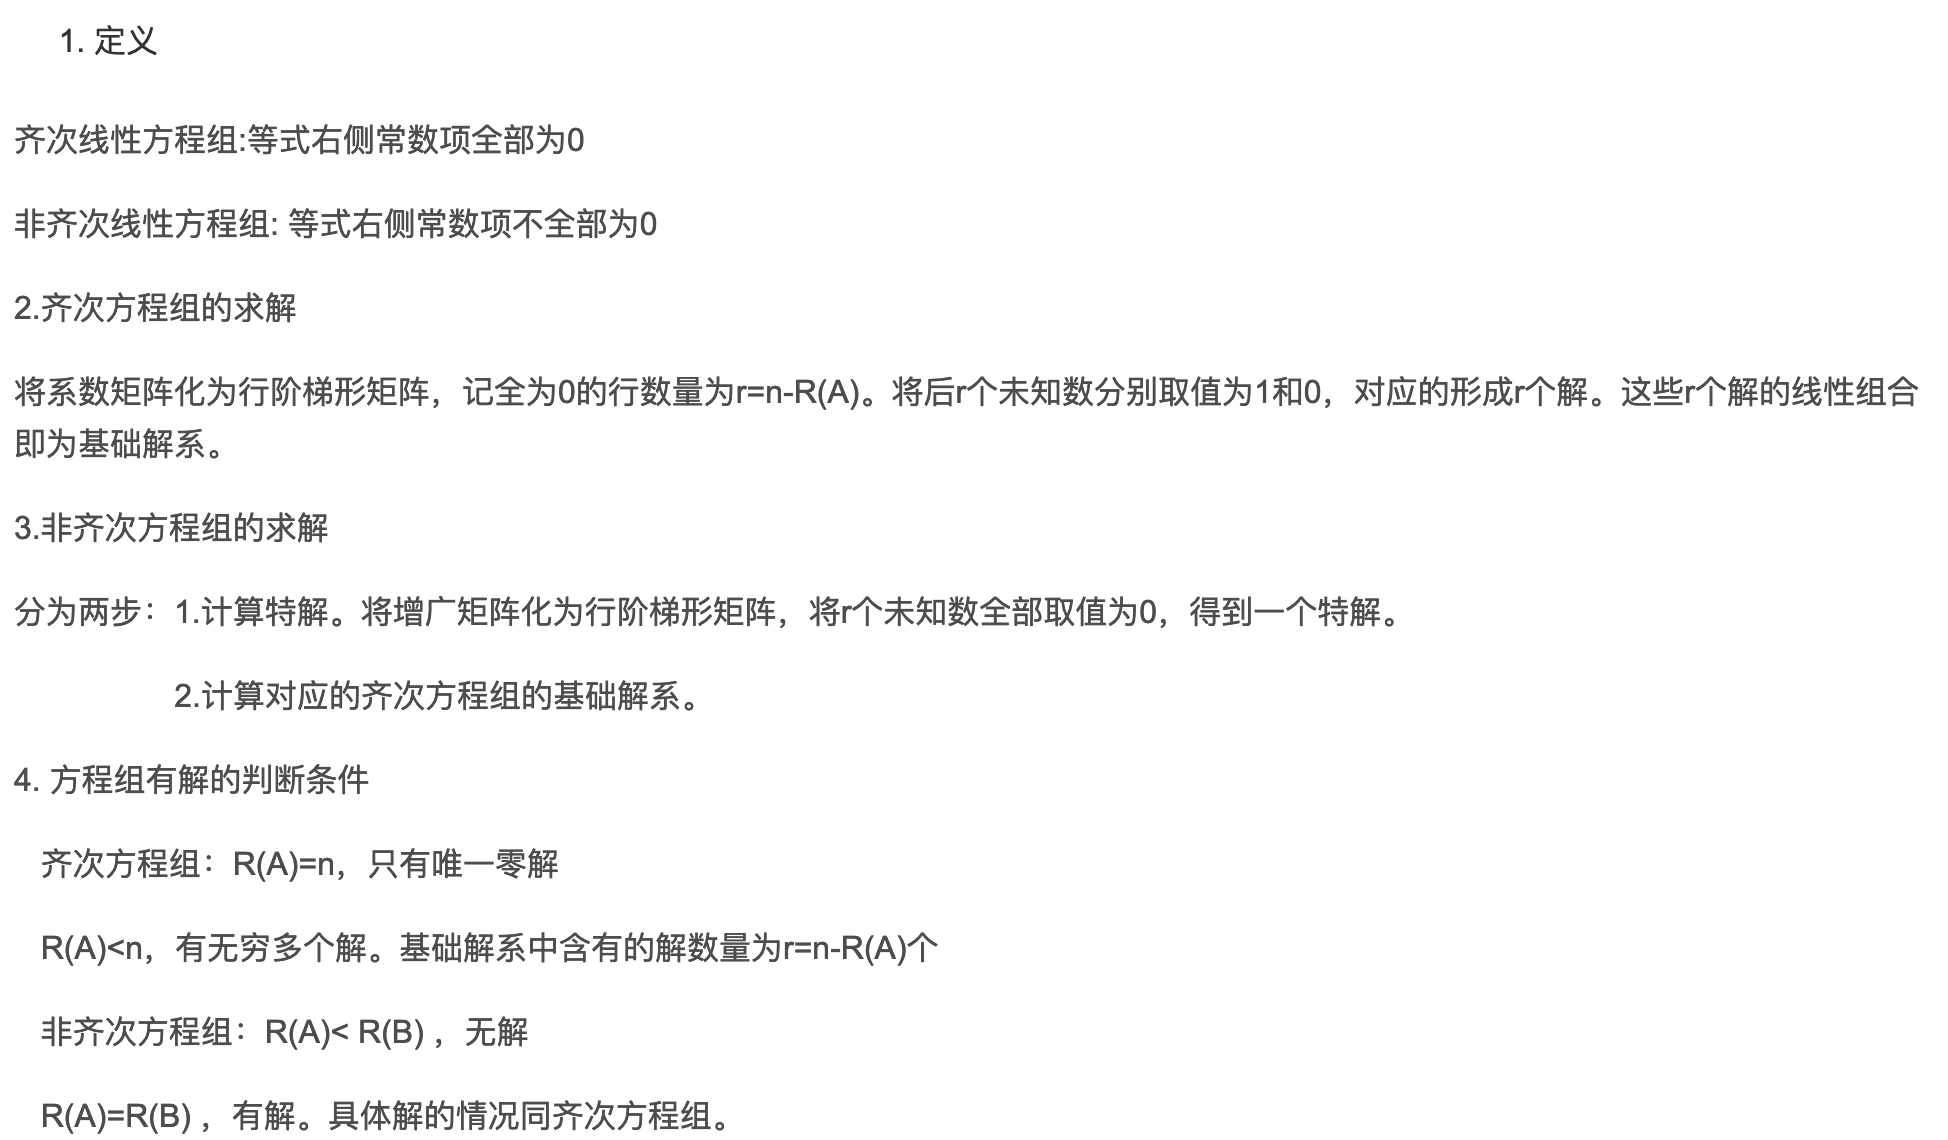 1. 定义
齐次线性方程组:等式右侧常数项全部为0
非齐次线性方程组: 等式右侧常数项不全部为0
2.齐次方程组的求解
将系数矩阵化为行阶梯形矩阵，记全为0的行数量为r=n-R(A)。将后r个未知数分别取值为1和0，对应的形成r个解。这些r个解的线性组合
即为基础解系。
3.非齐次方程组的求解
分为两步：1.计算特解。将增广矩阵化为行阶梯形矩阵，将r个未知数全部取值为0，得到一个特解。
2.计算对应的齐次方程组的基础解系。
4. 方程组有解的判断条件
齐次方程组：R(A)=n，只有唯一零解
R(A)<n，有无穷多个解。基础解系中含有的解数量为r=n-R(A)个
非齐次方程组：R(A)< R(B) ，无解
R(A)=R(B) ，有解。具体解的情况同齐次方程组。